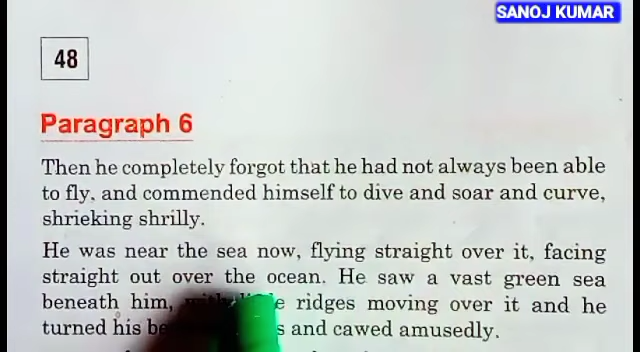 SANOJ KUMAR
48
Paragraph 6
Then he completely forgot that he had not always been able
to fly, and commended himself to dive and soar and curve,
shrieking shrilly.
He was near the sea now, flying straight over it, facing
straight out over the ocean. He saw a vast green sea
beneath him, ridges moving over it and he
turned his and cawed amusedly.